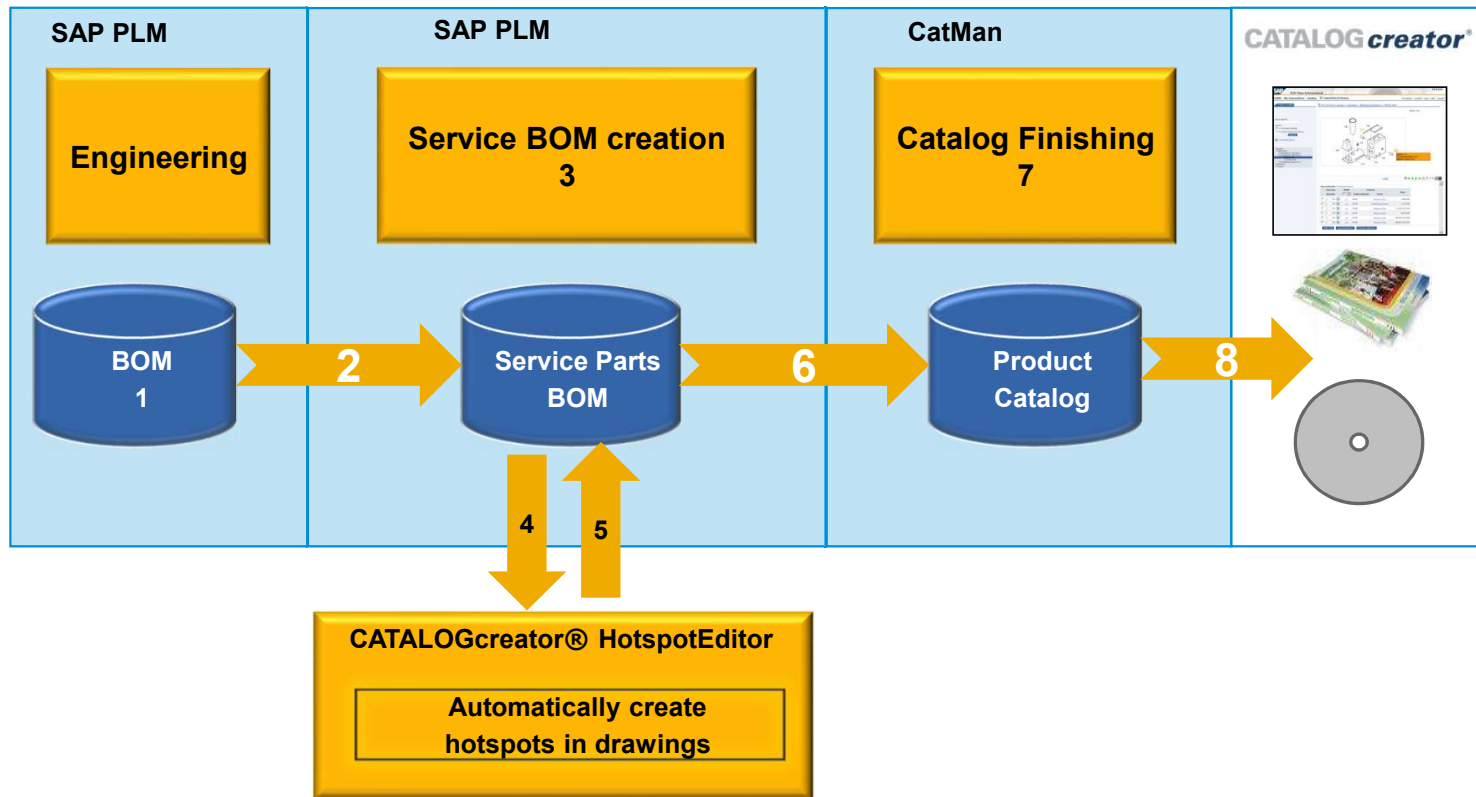 SAP PLM
SAP PLM
CatMan
CATALOGcreator®
Engineering
Service BOM creation
3
Catalog Finishing
7
BOM
1
2
Service Parts
BOM
6
Product
Catalog
8
4
5
CATALOGcreator® HotspotEditor
Automatically create
hotspots in drawings